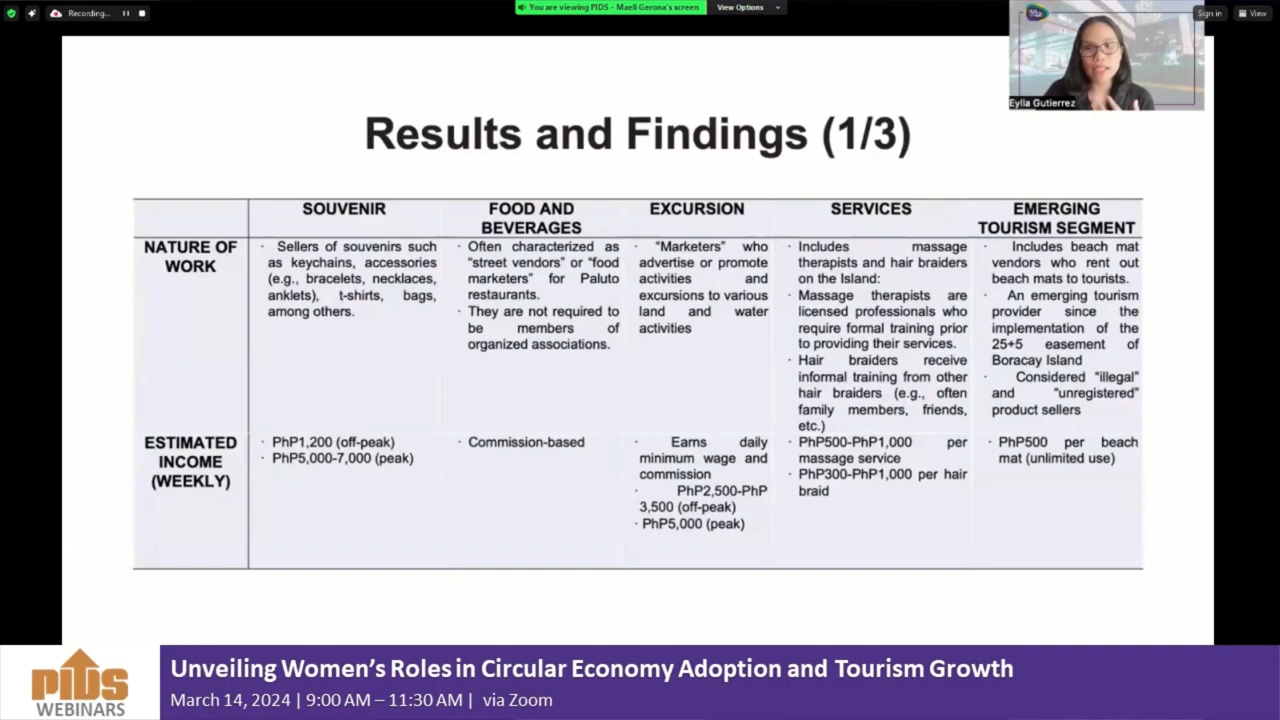 Recording...
You are viewing PIDS - Maeli Gerona's screen
View Options
Sign in
View
Eylla Gutierrez
Results and Findings (1/3)
SOUVENIR
FOOD AND
BEVERAGES
EXCURSION
SERVICES
EMERGING
TOURISM SEGMENT
NATURE OF
WORK
· Sellers of souvenirs such
as keychains, accessories
(e.g., bracelets, necklaces,
anklets), t-shirts, bags,
among others.
· Often characterized as
“street vendors” or “food
marketers” for Paluto
restaurants.
· They are not required to
be members of
organized associations.
· “Marketers” who
advertise or promote
activities and
excursions to various
land and water
activities
· Includes massage
therapists and hair braiders
on the Island:
· Massage therapists are
licensed professionals who
require formal training prior
to providing their services.
· Hair braiders receive
informal training from other
hair braiders (e.g., often
family members, friends,
etc.)
· Includes beach mat
vendors who rent out
beach mats to tourists.
· An emerging tourism
provider since the
implementation of the
25+5 easement of
Boracay Island
· Considered “illegal”
and “unregistered”
product sellers
ESTIMATED
INCOME
(WEEKLY)
· PhP1,200 (off-peak)
· PhP5,000-7,000 (peak)
· Commission-based
· Earns daily
minimum wage and
commission
· PhP2,500-PhP
3,500 (off-peak)
· PhP5,000 (peak)
· PhP500-PhP1,000 per
massage service
· PhP300-PhP1,000 per hair
braid
· PhP500 per beach
mat (unlimited use)
PIDS
WEBINARS
Unveiling Women's Roles in Circular Economy Adoption and Tourism Growth
March 14, 2024 | 9:00 AM – 11:30 AM | via Zoom